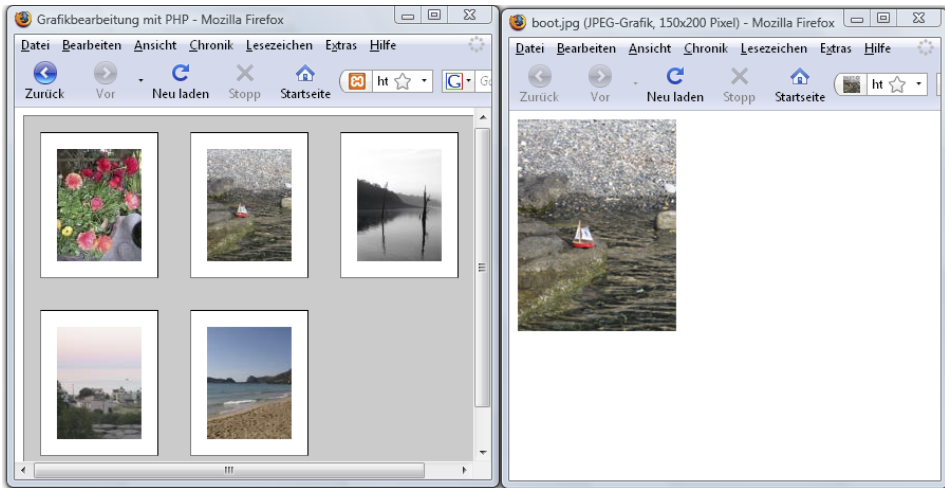 Grafikbearbeitung mit PHP - Mozilla Firefox
Datei Bearbeiten Ansicht Chronik Lesezeichen Extras Hilfe
ht G Go
Zurück Vor Neu laden Stopp Startseite
boot.jpg (JPEG-Grafik, 150x200 Pixel) - Mozilla Firefox
Datei Bearbeiten Ansicht Chronik Lesezeichen Extras Hilfe
ht
Zurück Vor Neu laden Stopp Startseite